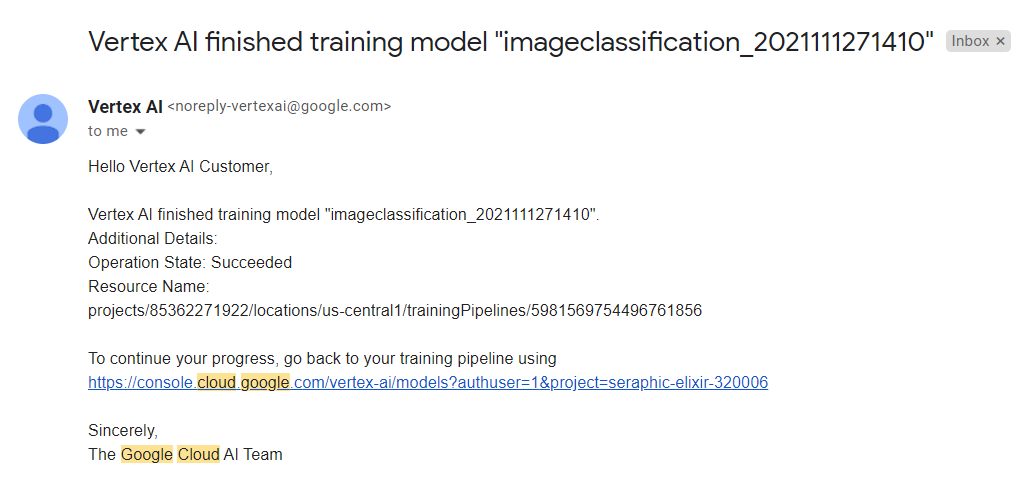 Vertex AI finished training model "imageclassification_2021111271410" Inbox ×
Vertex AI <noreply-vertexai@google.com>
to me
Hello Vertex AI Customer,
Vertex AI finished training model "imageclassification_2021111271410".
Additional Details:
Operation State: Succeeded
Resource Name:
projects/85362271922/locations/us-central1/trainingPipelines/5981569754496761856
To continue your progress, go back to your training pipeline using
https://console.cloud.google.com/vertex-ai/models?authuser=1&project=seraphic-elixir-320006
Sincerely,
The Google Cloud AI Team